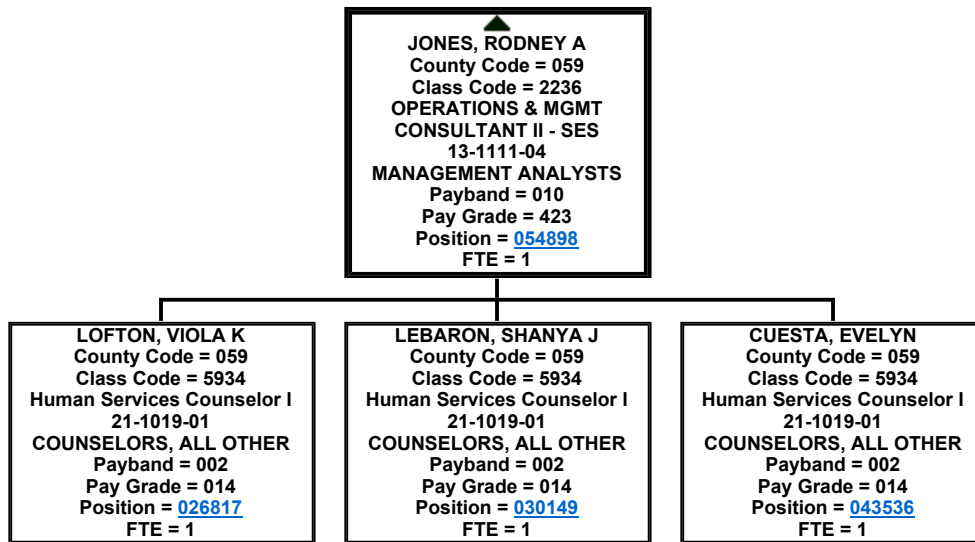 JONES, RODNEY A
County Code = 059
Class Code = 2236
OPERATIONS & MGMT
CONSULTANT II - SES
13-1111-04
MANAGEMENT ANALYSTS
Payband = 010
Pay Grade = 423
Position = 054898
FTE = 1
LOFTON, VIOLA K
County Code = 059
Class Code = 5934
Human Services Counselor I
21-1019-01
COUNSELORS, ALL OTHER
Payband = 002
Pay Grade = 014
Position = 026817
FTE = 1
LEBARON, SHANYA J
County Code = 059
Class Code = 5934
Human Services Counselor I
21-1019-01
COUNSELORS, ALL OTHER
Payband = 002
Pay Grade = 014
Position = 030149
FTE = 1
CUESTA, EVELYN
County Code = 059
Class Code = 5934
Human Services Counselor I
21-1019-01
COUNSELORS, ALL OTHER
Payband = 002
Pay Grade = 014
Position = 043536
FTE = 1